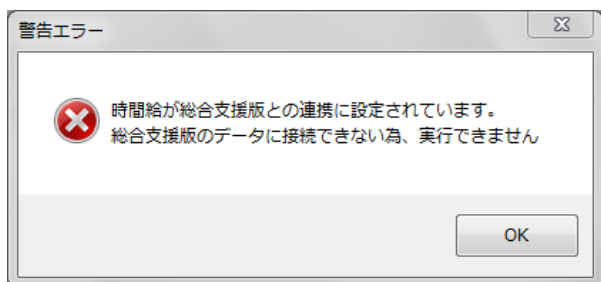 警告エラー
時間給が総合支援版との連携に設定されています。
総合支援版のデータに接続できない為、実行できません
OK